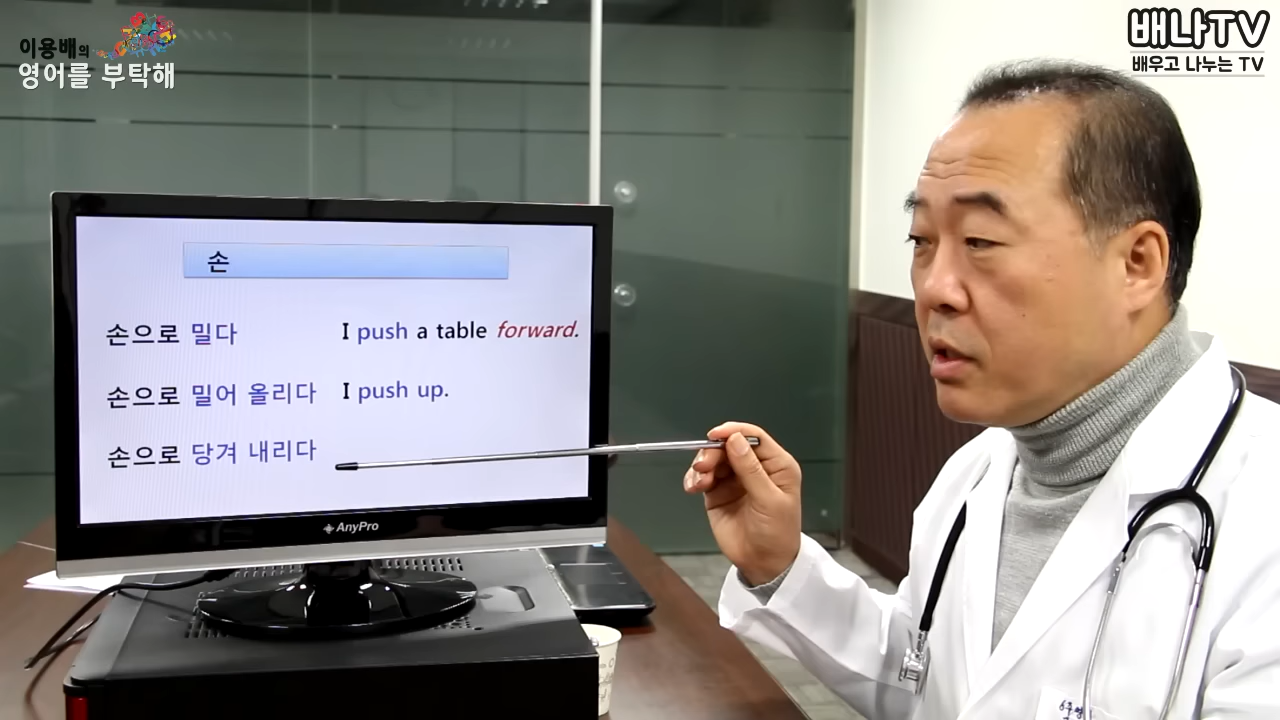 이용배의
영어를 부탁해
배나TV
배우고 나누는 TV
손
손으로 밀다 I push a table forward.
손으로 밀어 올리다 I push up.
손으로 당겨 내리다
AnyPro